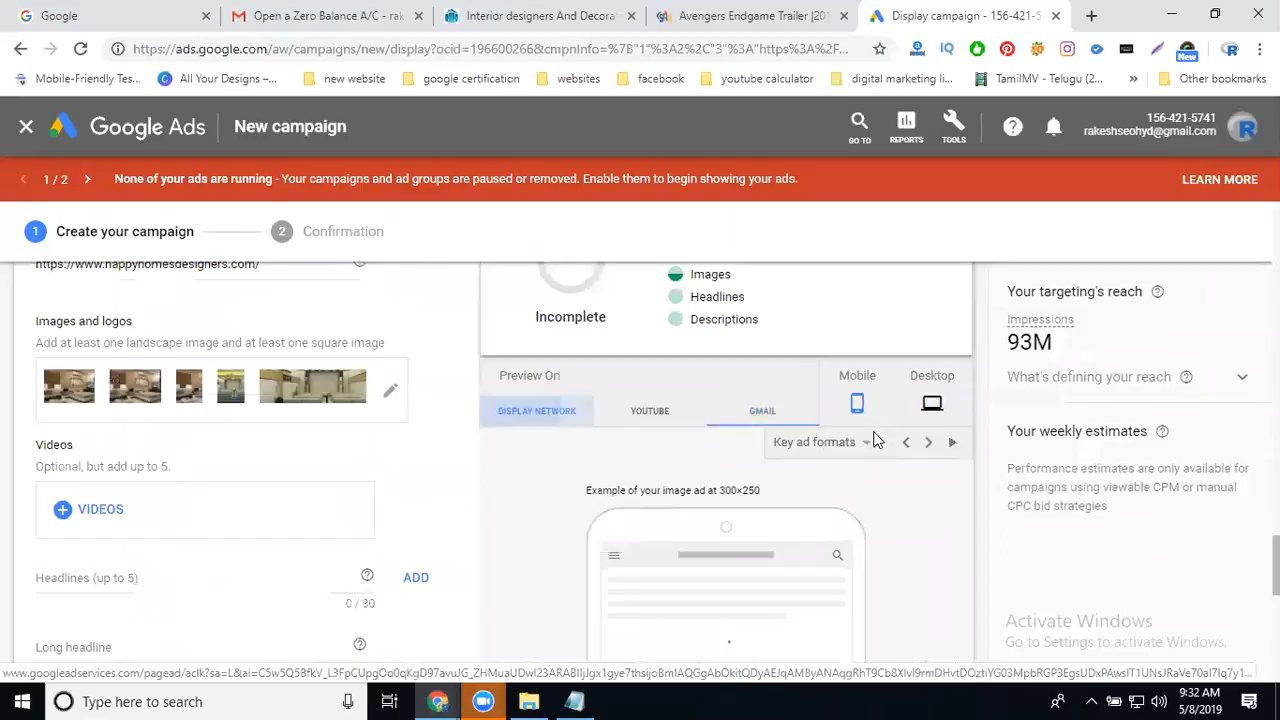 Google
Open a Zero Balance A/C - rak
Interior designers And Decorat
Avengers Endgame Trailer |201
Display campaign - 156-421-5
https://ads.google.com/aw/campaigns/new/display?ocid=196600266&cmpnInfo=%7B"1"%3A2%2C"3"%3A"https%3A%2F...
Mobile-Friendly Tes...
All Your Designs –...
new website
google certification
websites
facebook
youtube calculator
digital marketing li...
TamilMV - Telugu (2...
»
Other bookmarks
New
Google Ads
New campaign
GO TO
REPORTS
TOOLS
156-421-5741
rakeshseohyd@gmail.com
1 / 2
None of your ads are running - Your campaigns and ad groups are paused or removed. Enable them to begin showing your ads.
LEARN MORE
1 Create your campaign
2 Confirmation
https://www.happyhomesdesigners.com/
Images and logos
Add at least one landscape image and at least one square image
Videos
Optional, but add up to 5.
VIDEOS
Headlines (up to 5)
ADD
0 / 30
Long headline
Incomplete
Images
Headlines
Descriptions
Preview On
Mobile
Desktop
DISPLAY NETWORK
YOUTUBE
GMAIL
Key ad formats
Example of your image ad at 300×250
Your targeting's reach
Impressions
93M
What's defining your reach
Your weekly estimates
Performance estimates are only available for
campaigns using viewable CPM or manual
CPC bid strategies
Activate Windows
Go to Settings to activate Windows.
Type here to search
9:32 AM
5/8/2019